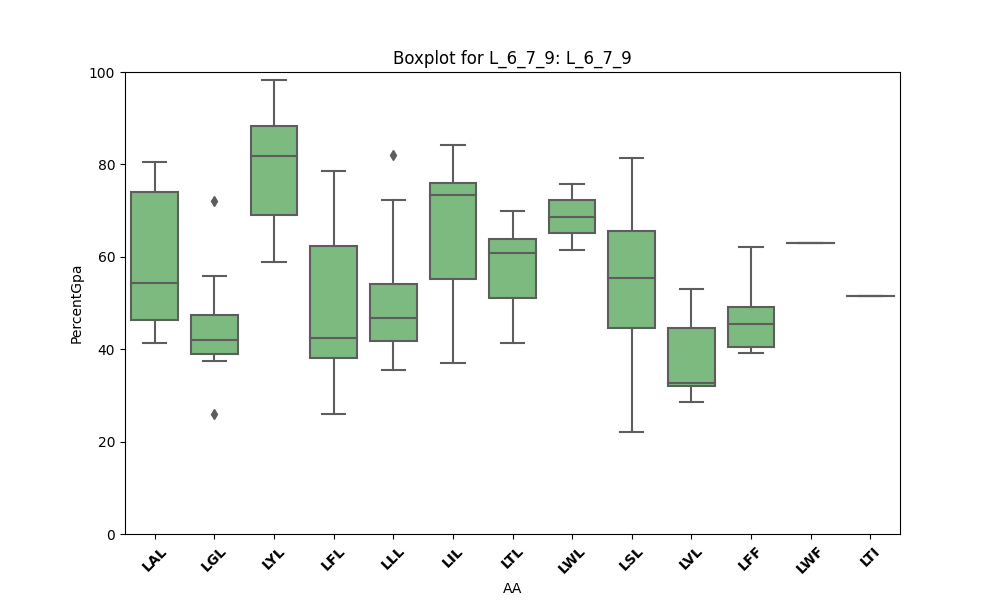 Boxplot for L_6_7_9: L_6_7_9
PercentGpa
100
80
60
40
20
0
LAL LGL LYL LFL LLL LIL LTL LWL LSL LVL LFF LWF LTI
AA